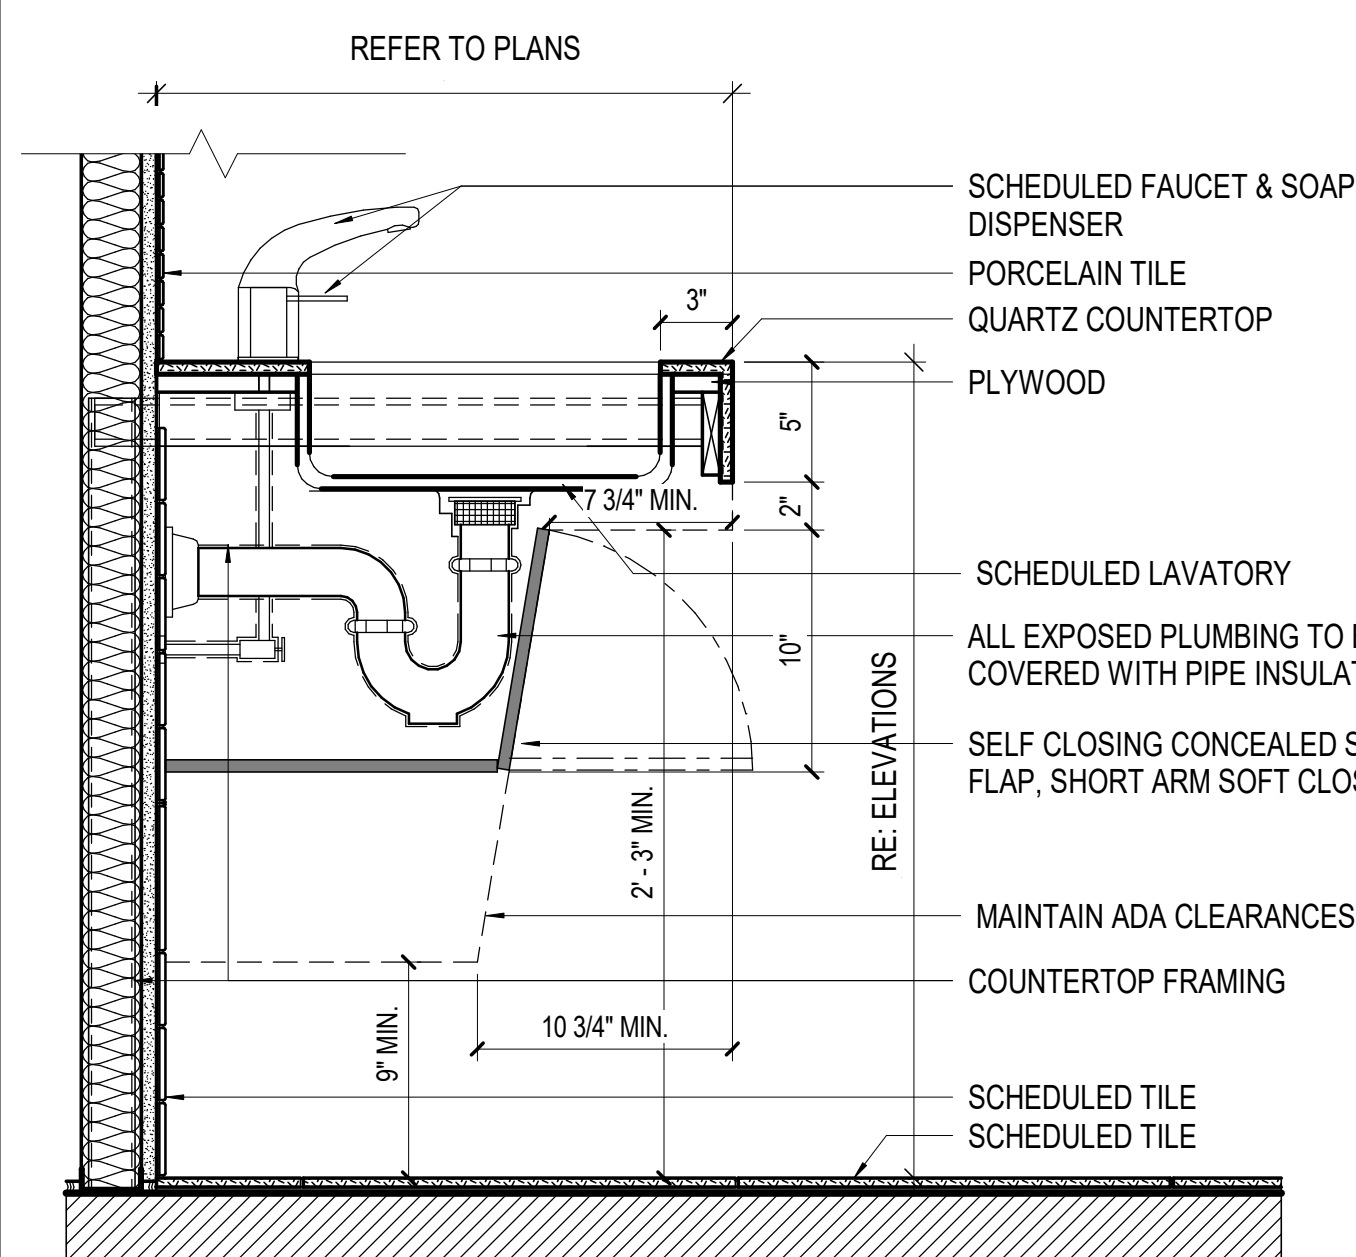 REFER TO PLANS
SCHEDULED FAUCET & SOAP
DISPENSER
PORCELAIN TILE
3"
QUARTZ COUNTERTOP
PLYWOOD
5"
7 3/4" MIN.
2"
SCHEDULED LAVATORY
ALL EXPOSED PLUMBING TO
COVERED WITH PIPE
10"
RE: ELEVATIONS
SELF CLOSING CONCEALED
FLAP, SHORT ARM SOFT
2' - 3" MIN.
MAINTAIN ADA CLEARANCES
COUNTERTOP FRAMING
10 3/4" MIN.
9" MIN.
SCHEDULED TILE
SCHEDULED TILE